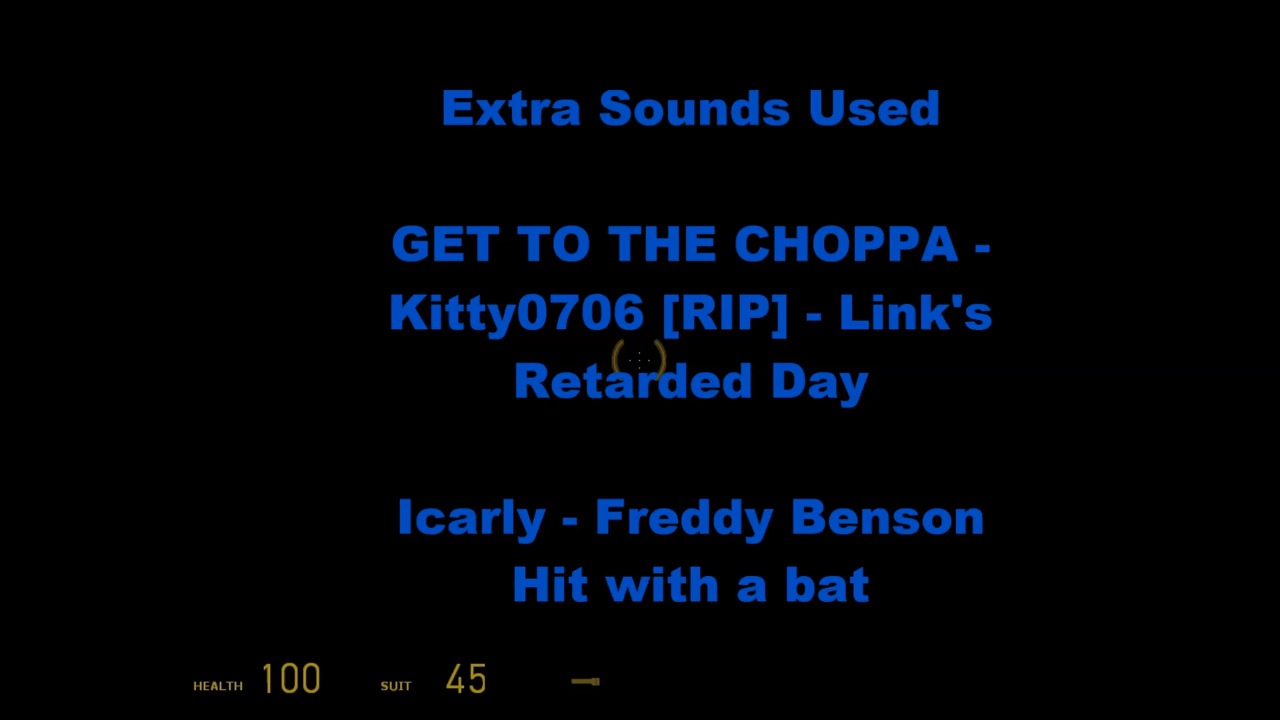 Extra Sounds Used
GET TO THE CHOPPA -
Kitty0706 [RIP] - Link's
Retarded Day
Icarly - Freddy Benson
Hit with a bat
HEALTH 100 SUIT 45